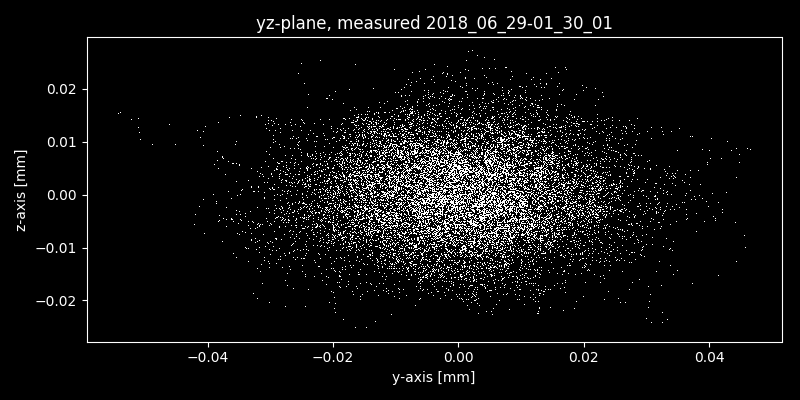 yz-plane, measured 2018_06_29-01_30_01
z-axis [mm]
0.02
0.01
0.00
−0.01
−0.02
−0.04 −0.02 0.00 0.02 0.04
y-axis [mm]